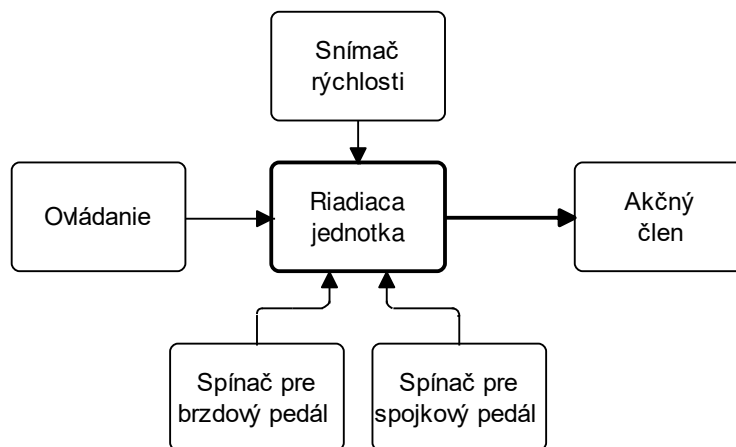 Snímač
rýchlosti
Ovládanie
Riadiaca
jednotka
Akčný
člen
Spínač pre
brzdový pedál
Spínač pre
spojkový pedál